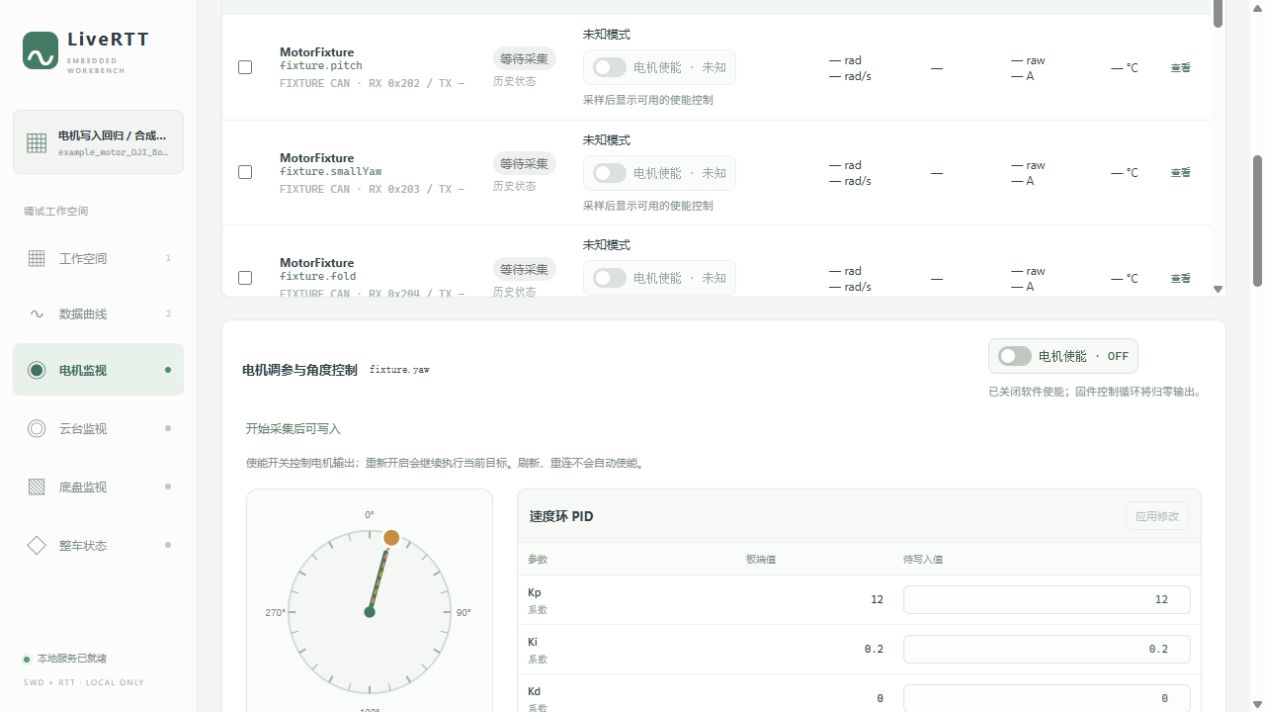 LiveRTT
EMBEDDED
WORKBENCH
电机写入回归 / 合成...
example_motor_DJI_Bo...
调试工作空间
工作空间 1
数据曲线 2
电机监视
云台监视
底盘监视
整车状态
本地服务已就绪
SWD + RTT · LOCAL ONLY
未知模式
MotorFixture
fixture.pitch
FIXTURE CAN · RX 0x202 / TX —
等待采集
历史状态
电机使能 · 未知
采样后显示可用的使能控制
— rad
— rad/s
—
— raw
— A
— °C
查看
未知模式
MotorFixture
fixture.smallYaw
FIXTURE CAN · RX 0x203 / TX —
等待采集
历史状态
电机使能 · 未知
采样后显示可用的使能控制
— rad
— rad/s
—
— raw
— A
— °C
查看
未知模式
MotorFixture
fixture.fold
FIXTURE CAN · RX 0x204 / TX —
等待采集
历史状态
电机使能 · 未知
— rad
— rad/s
—
— raw
— A
— °C
查看
电机调参与角度控制 fixture.yaw
电机使能 · OFF
已关闭软件使能；固件控制循环将归零输出。
开始采集后可写入
使能开关控制电机输出；重新开启会继续执行当前目标。刷新、重连不会自动使能。
0°
270°
90°
180°
速度环 PID
应用修改
参数 板端值 待写入值
Kp
系数
12 12
Ki
系数
0.2 0.2
Kd
系数
0 0